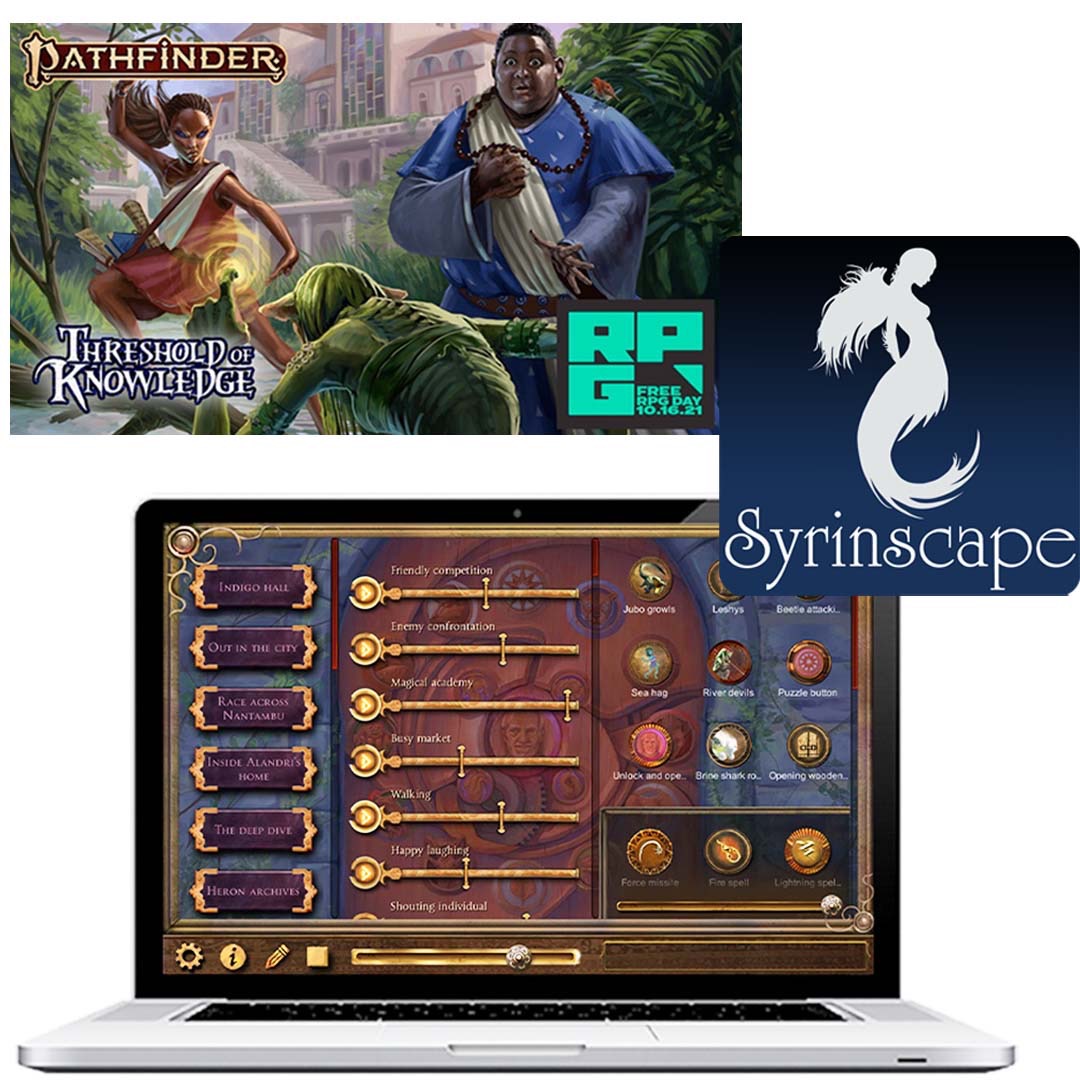 PATHFINDER
THRESHOLD OF
KNOWLEDGE
RP
G
FREE
RPG DAY
10.16.21
Syrinscape
INDIGO HALL
OUT IN THE CITY
RACE ACROSS
NANTAMBU
INSIDE ALANDRI'S
HOME
THE DEEP DIVE
HERON ARCHIVES
Friendly competition
Enemy confrontation
Magical academy
Busy market
Walking
Happy laughing
Shouting individual
Jubo growls
Leshys
Beetle attacki..
Sea hag
River devils
Puzzle button
Unlock and ope..
Brine shark ro..
Opening wooden..
Force missile
Fire spell
Lightning spel..